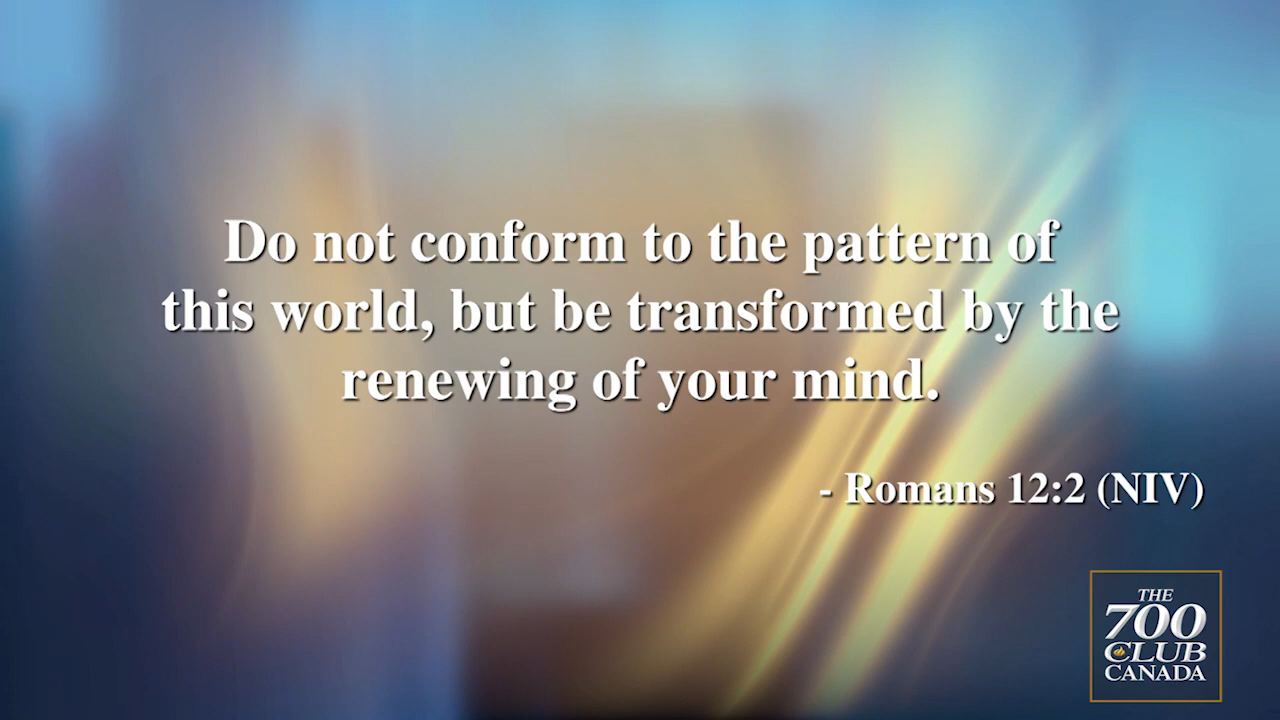 Do not conform to the pattern of
this world, but be transformed by the
renewing of your mind.
- Romans 12:2 (NIV)
THE
700
CLUB
CANADA